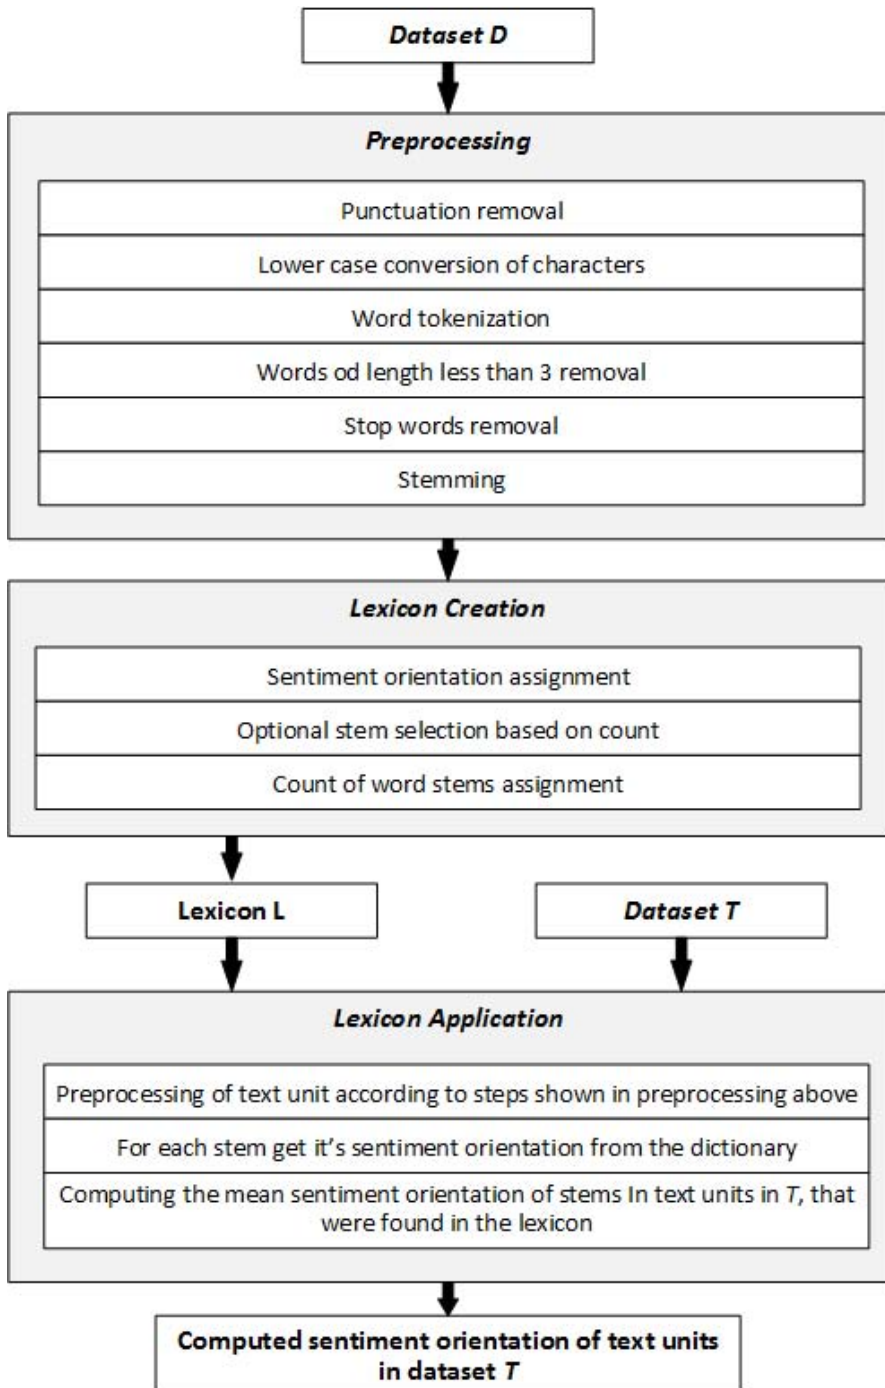 Dataset D
Preprocessing
Punctuation removal
Lower case conversion of characters
Word tokenization
Words od length less than 3 removal
Stop words removal
Stemming
Lexicon Creation
Sentiment orientation assignment
Optional stem selection based on count
Count of word stems assignment
Lexicon L
Dataset T
Lexicon Application
Preprocessing of text unit according to steps shown in preprocessing above
For each stem get it's sentiment orientation from the dictionary
Computing the mean sentiment orientation of stems In text units in T, that
were found in the lexicon
Computed sentiment orientation of text units
in dataset T